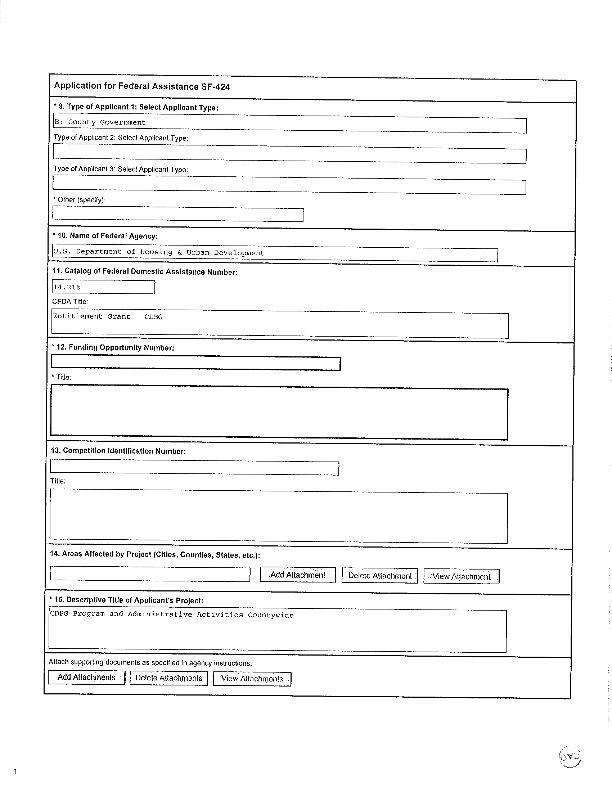 Application for Federal Assistance SF-424
* 9. Type of Applicant 1: Select Applicant Type:
B: County Government
Type of Applicant 2: Select Applicant Type:
Type of Applicant 3: Select Applicant Type:
* Other (specify):
* 10. Name of Federal Agency:
U.S. Department of Housing & Urban Development
11. Catalog of Federal Domestic Assistance Number:
14.218
CFDA Title:
Entitlement Grant - CDBG
* 12. Funding Opportunity Number:
* Title:
13. Competition Identification Number:
Title:
14. Areas Affected by Project (Cities, Counties, States, etc.):
Add Attachment Delete Attachment View Attachment
* 15. Descriptive Title of Applicant's Project:
CDBG Program and Administrative Activities Countywide
Attach supporting documents as specified in agency instructions.
Add Attachments Delete Attachments View Attachments